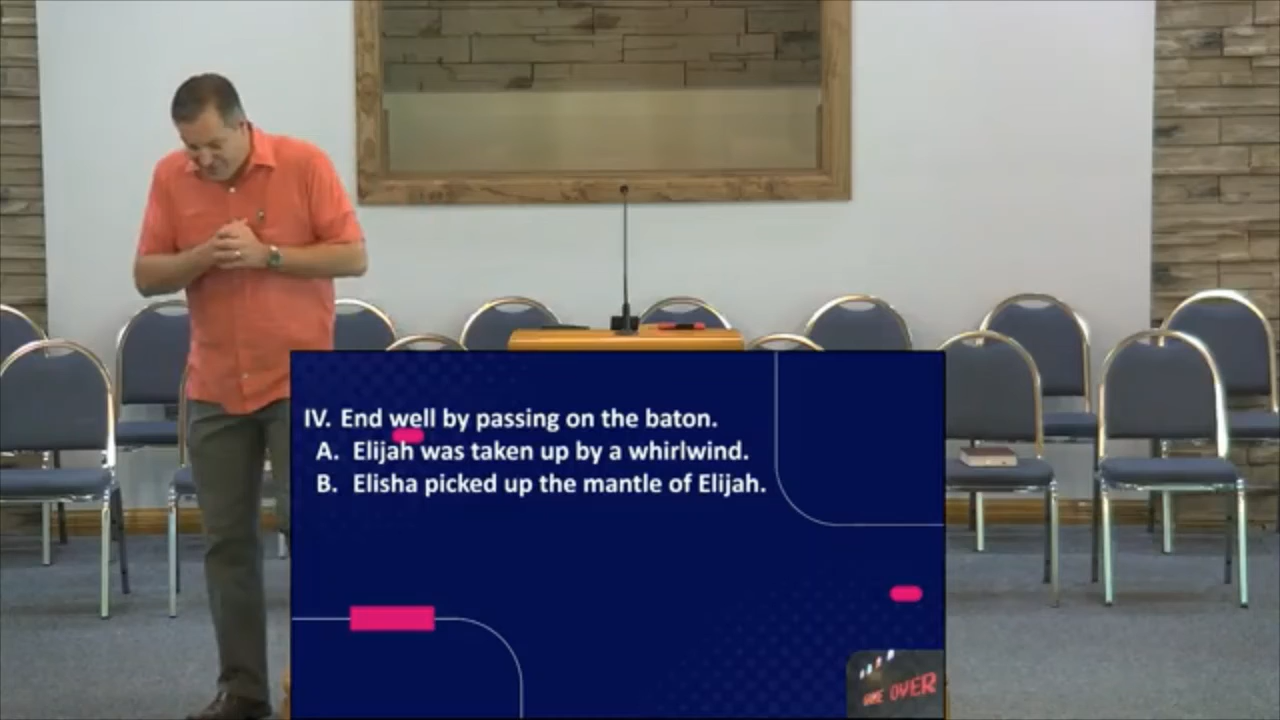 IV. End well by passing on the baton.
A. Elijah was taken up by a whirlwind.
B. Elisha picked up the mantle of Elijah.
OVER